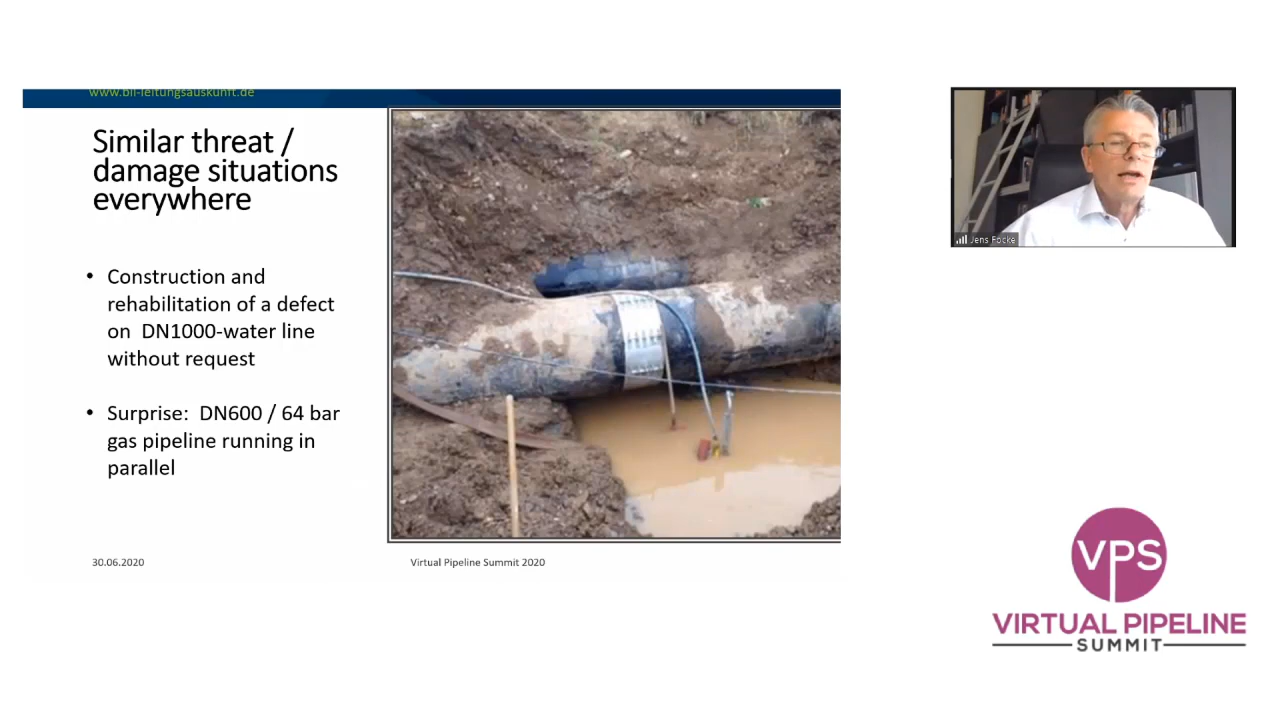 www.bil-leitungsauskunft.de
Similar threat /
damage situations
everywhere
• Construction and
rehabilitation of a defect
on DN1000-water line
without request
• Surprise: DN600 / 64 bar
gas pipeline running in
parallel
30.06.2020
Virtual Pipeline Summit 2020
Jens Focke
VPS
VIRTUAL PIPELINE
SUMMIT